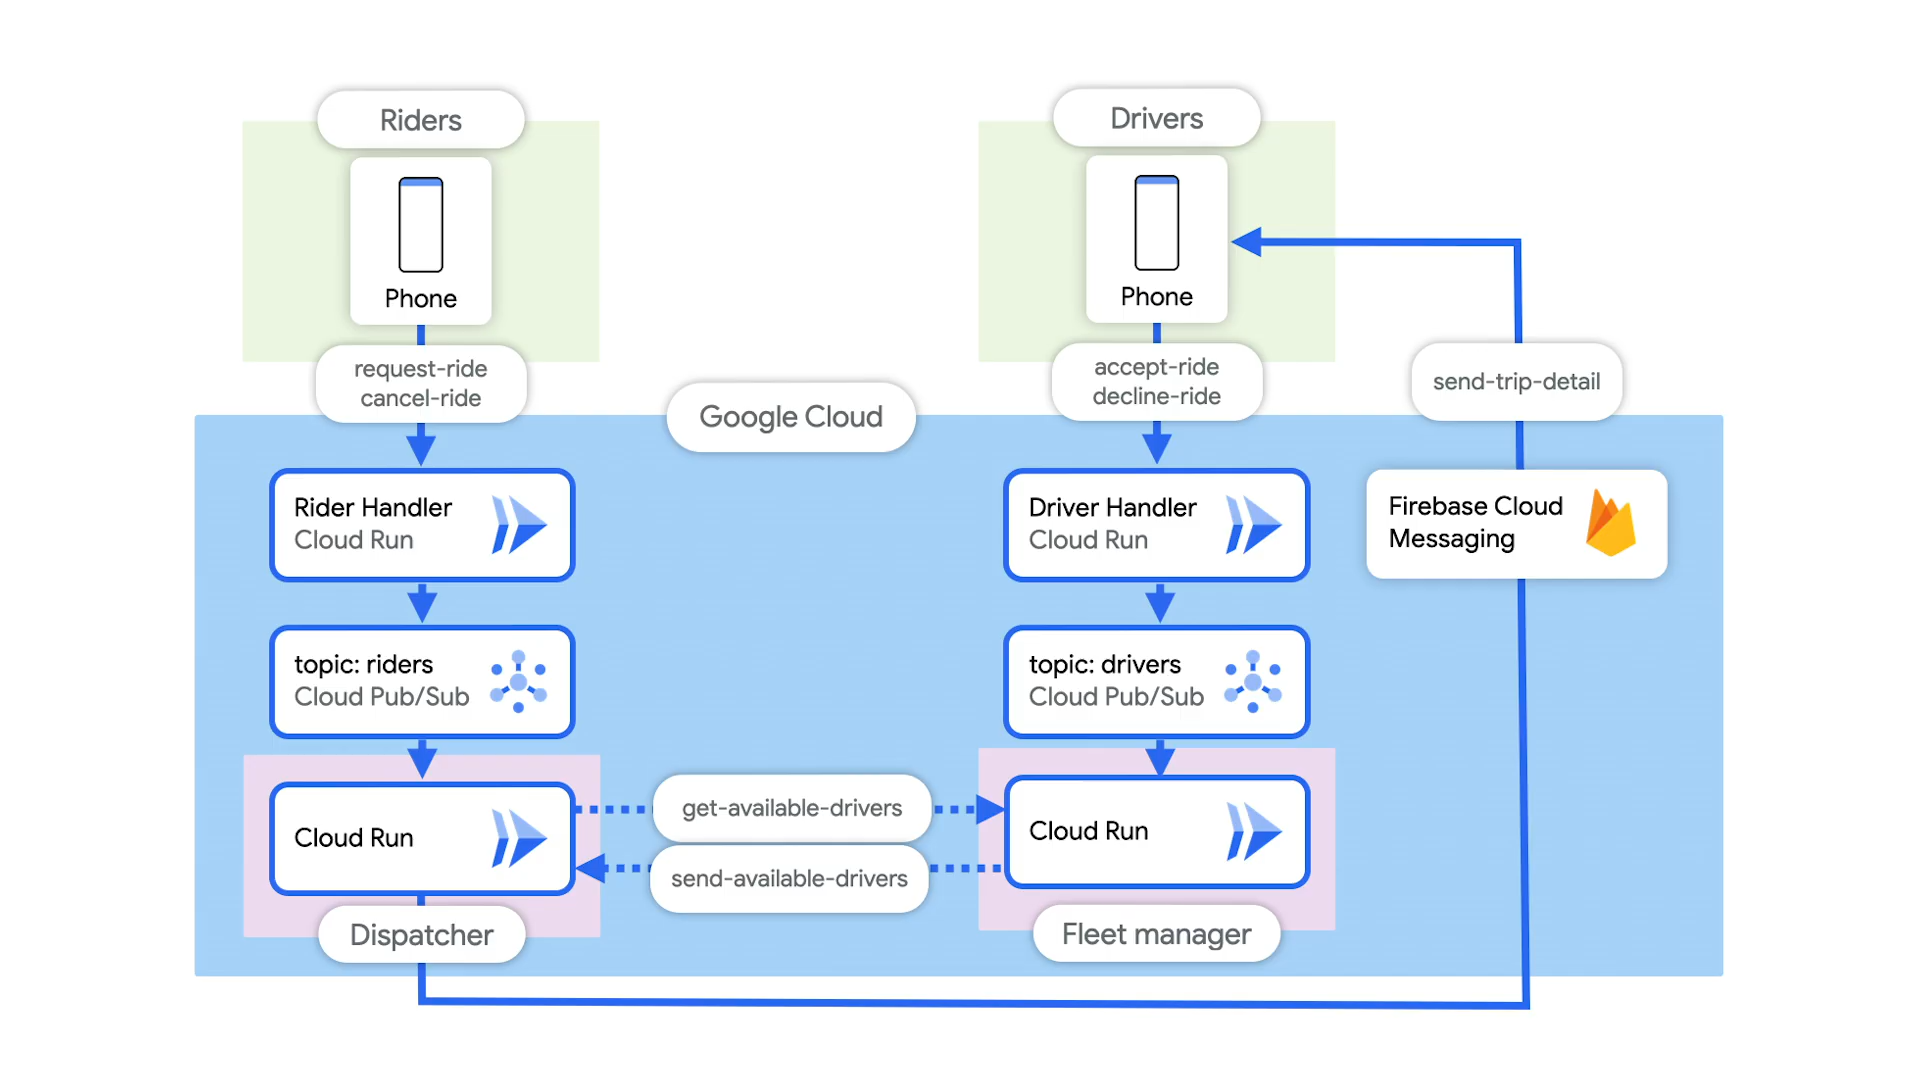 Riders
Phone
request-ride
cancel-ride
Drivers
Phone
accept-ride
decline-ride
send-trip-detail
Google Cloud
Rider Handler
Cloud Run
Driver Handler
Cloud Run
Firebase Cloud
Messaging
topic: riders
Cloud Pub/Sub
topic: drivers
Cloud Pub/Sub
Cloud Run
get-available-drivers
send-available-drivers
Cloud Run
Dispatcher
Fleet manager